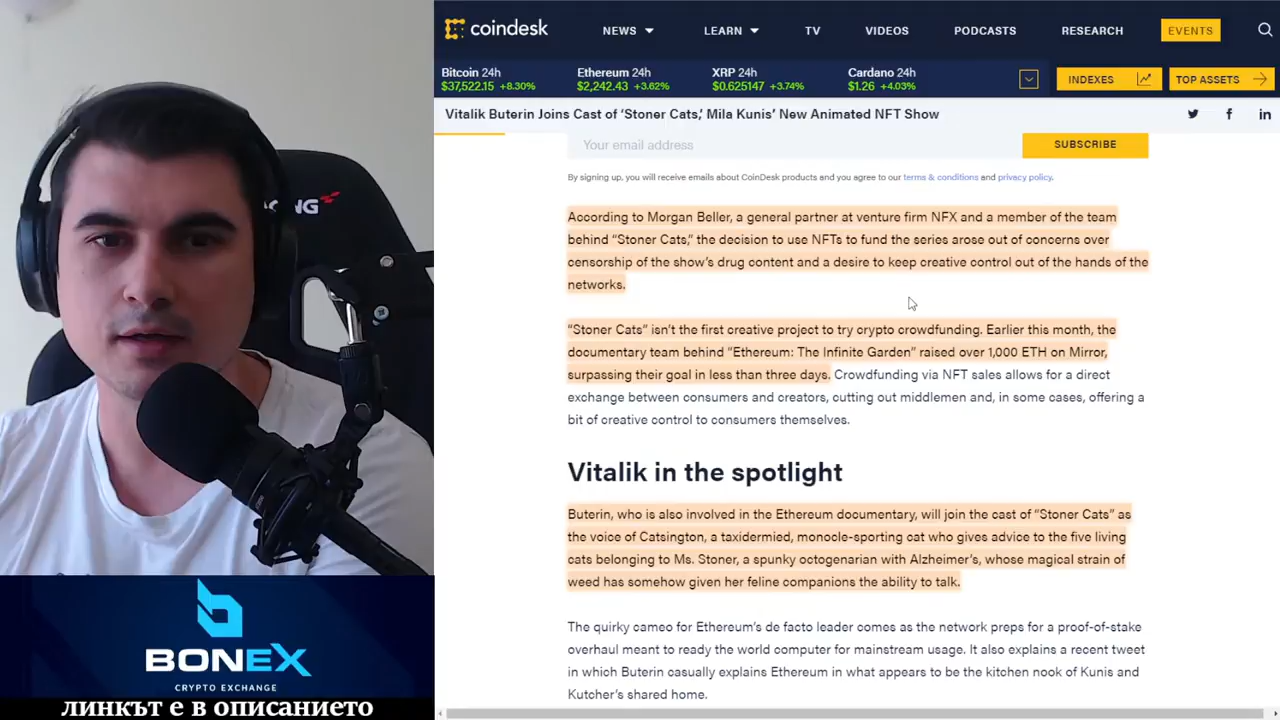 coindesk
NEWS
LEARN
TV
VIDEOS
PODCASTS
RESEARCH
EVENTS
Bitcoin 24h
$37,522.15 +8.30%
Ethereum 24h
$2,242.43 +3.62%
XRP 24h
$0.625147 +3.74%
Cardano 24h
$1.26 +4.03%
INDEXES
TOP ASSETS
Vitalik Buterin Joins Cast of ‘Stoner Cats,’ Mila Kunis’ New Animated NFT Show
Your email address
SUBSCRIBE
By signing up, you will receive emails about CoinDesk products and you agree to our terms & conditions and privacy policy.
According to Morgan Beller, a general partner at venture firm NFX and a member of the team
behind “Stoner Cats,” the decision to use NFTs to fund the series arose out of concerns over
censorship of the show’s drug content and a desire to keep creative control out of the hands of the
networks.
“Stoner Cats” isn’t the first creative project to try crypto crowdfunding. Earlier this month, the
documentary team behind “Ethereum: The Infinite Garden” raised over 1,000 ETH on Mirror,
surpassing their goal in less than three days. Crowdfunding via NFT sales allows for a direct
exchange between consumers and creators, cutting out middlemen and, in some cases, offering a
bit of creative control to consumers themselves.
Vitalik in the spotlight
Buterin, who is also involved in the Ethereum documentary, will join the cast of “Stoner Cats” as
the voice of Catsington, a taxidermied, monocle-sporting cat who gives advice to the five living
cats belonging to Ms. Stoner, a spunky octogenarian with Alzheimer’s, whose magical strain of
weed has somehow given her feline companions the ability to talk.
The quirky cameo for Ethereum’s de facto leader comes as the network preps for a proof-of-stake
overhaul meant to ready the world computer for mainstream usage. It also explains a recent tweet
in which Buterin casually explains Ethereum in what appears to be the kitchen nook of Kunis and
Kutcher’s shared home.
BONEX
CRYPTO EXCHANGE
линкът е в описанието